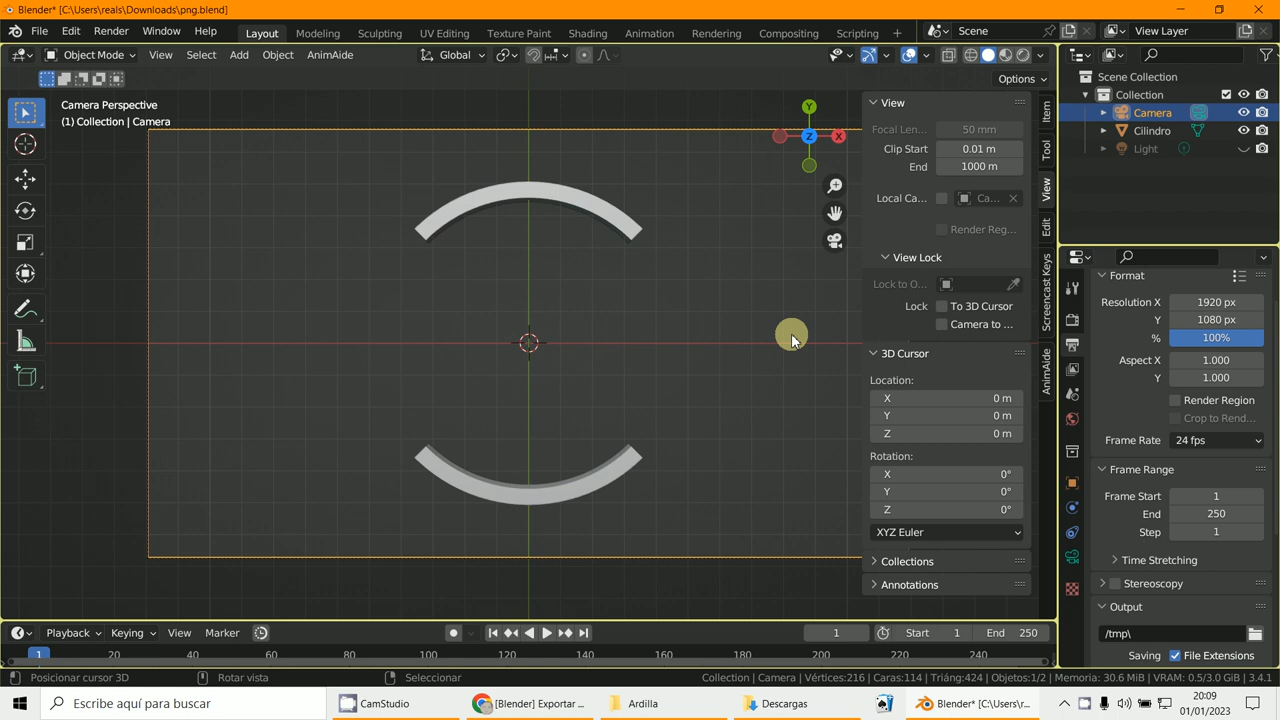 Blender* [C:\Users\reals\Downloads\png.blend]
File Edit Render Window Help Layout Modeling Sculpting UV Editing Texture Paint Shading Animation Rendering Compositing Scripting + Scene View Layer
Object Mode View Select Add Object AnimAide Global
Options
Camera Perspective
(1) Collection | Camera
Y
X
Z
View
Focal Len... 50 mm
Clip Start 0.01 m
End 1000 m
Local Ca... Ca...
Render Reg...
View Lock
Lock to O...
Lock To 3D Cursor
Camera to ...
3D Cursor
Location:
X 0 m
Y 0 m
Z 0 m
Rotation:
X 0°
Y 0°
Z 0°
XYZ Euler
Collections
Annotations
Item
Tool
View
Edit
Screencast Keys
AnimAide
Scene Collection
Collection
Camera
Cilindro
Light
Format
Resolution X 1920 px
Y 1080 px
% 100%
Aspect X 1.000
Y 1.000
Render Region
Crop to Rend...
Frame Rate 24 fps
Frame Range
Frame Start 1
End 250
Step 1
Time Stretching
Stereoscopy
Output
/tmp\
Saving File Extensions
Playback Keying View Marker 1 Start 1 End 250
1 20 40 60 80 100 120 140 160 180 200 220 240
Posicionar cursor 3D Rotar vista Seleccionar Collection | Camera | Vértices:216 | Caras:114 | Triáng:424 | Objetos:1/2 | Memoria: 30.6 MiB | VRAM: 0.5/3.0 GiB | 3.4.1
Escribe aquí para buscar CamStudio [Blender] Exportar ... Ardilla Descargas Blender* [C:\Users\r... 20:09
01/01/2023